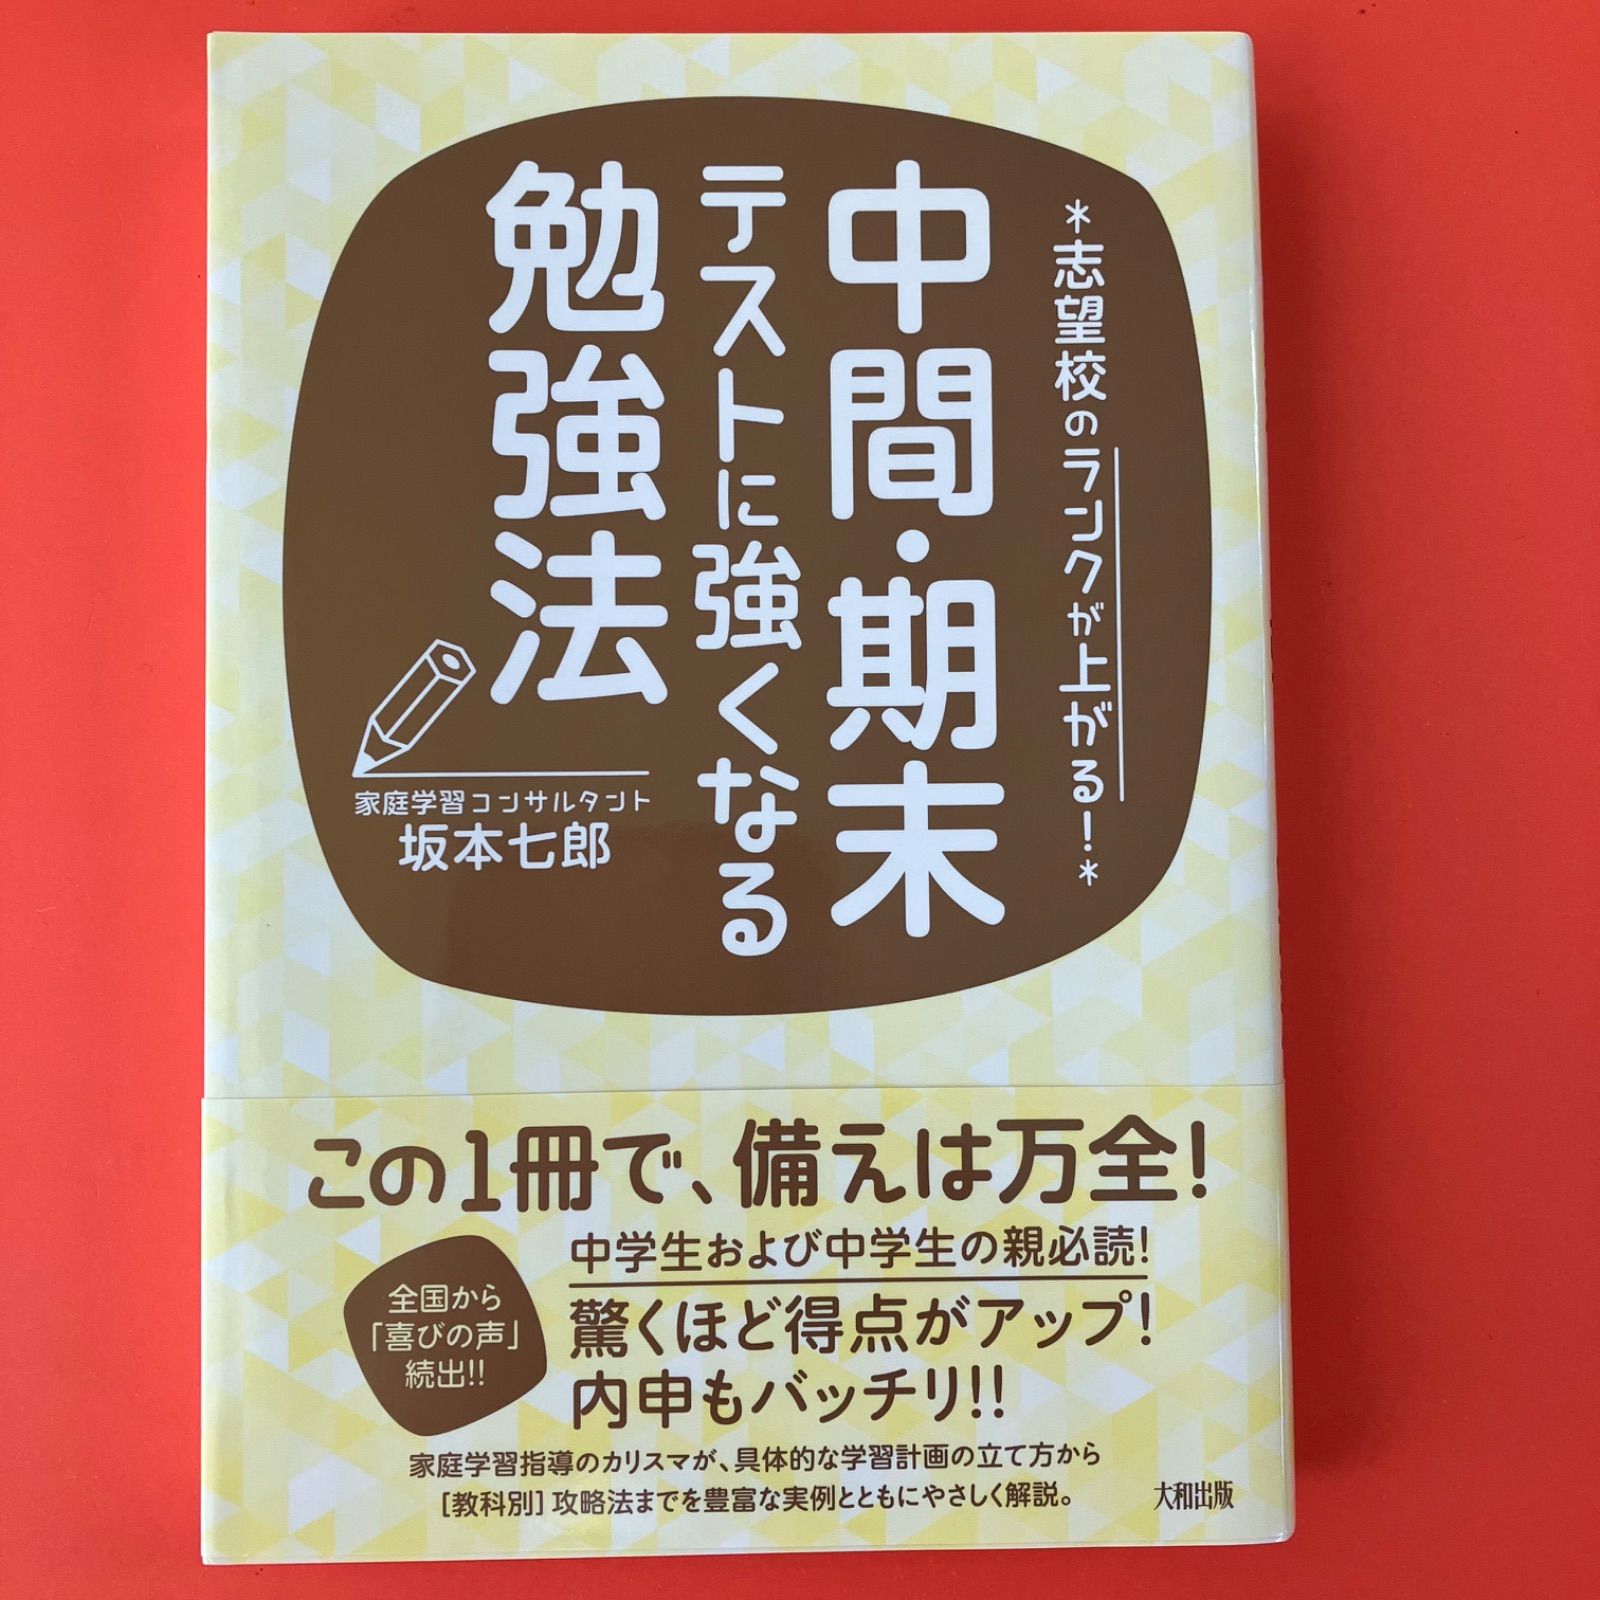 *志望校のランクが上がる!*
中間・期末
テストに強くなる
勉強法
家庭学習コンサルタント
坂本七郎
この1冊で、備えは万全!
中学生および中学生の親必読!
驚くほど得点がアップ!
内申もバッチリ!!
全国から
「喜びの声」
続出!!
家庭学習指導のカリスマが、具体的な学習計画の立て方から
[教科別]攻略法までを豊富な実例とともにやさしく解説。
大和出版